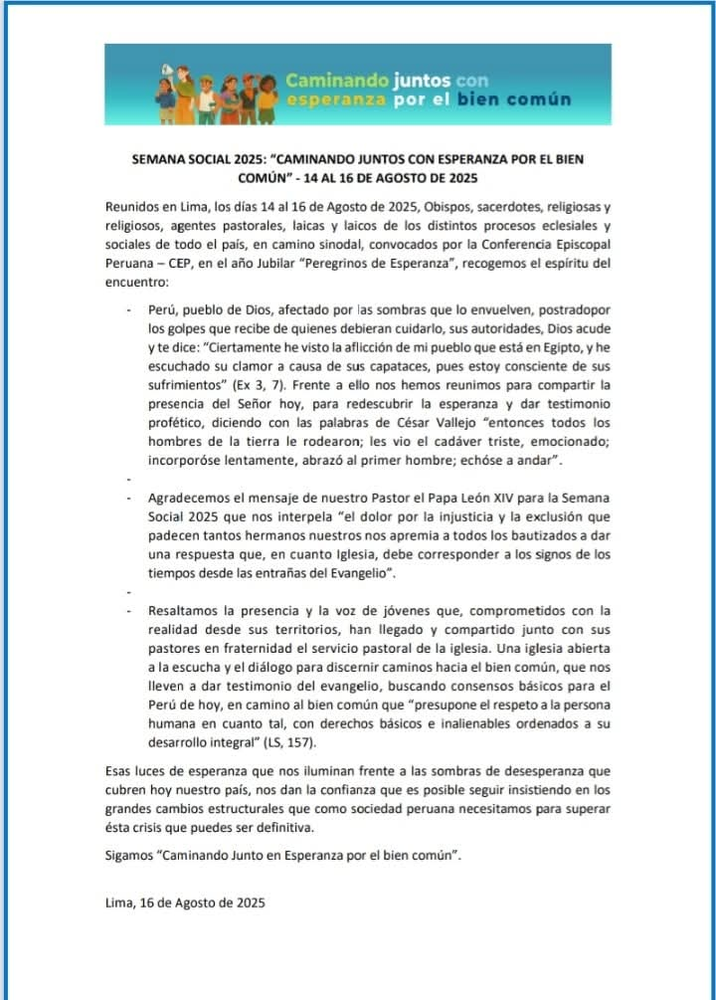 Caminando juntos con
esperanza por el bien común
SEMANA SOCIAL 2025: “CAMINANDO JUNTOS CON ESPERANZA POR EL BIEN
COMÚN” - 14 AL 16 DE AGOSTO DE 2025
Reunidos en Lima, los días 14 al 16 de Agosto de 2025, Obispos, sacerdotes, religiosas y
religiosos, agentes pastorales, laicas y laicos de los distintos procesos eclesiales y
sociales de todo el país, en camino sinodal, convocados por la Conferencia Episcopal
Peruana – CEP, en el año Jubilar “Peregrinos de Esperanza”, recogemos el espíritu del
encuentro:
- Perú, pueblo de Dios, afectado por las sombras que lo envuelven, postradopor
los golpes que recibe de quienes debieran cuidarlo, sus autoridades, Dios acude
y te dice: “Ciertamente he visto la aflicción de mi pueblo que está en Egipto, y he
escuchado su clamor a causa de sus capataces, pues estoy consciente de sus
sufrimientos” (Ex 3, 7). Frente a ello nos hemos reunimos para compartir la
presencia del Señor hoy, para redescubrir la esperanza y dar testimonio
profético, diciendo con las palabras de César Vallejo “entonces todos los
hombres de la tierra le rodearon; les vio el cadáver triste, emocionado;
incorporóse lentamente, abrazó al primer hombre; echóse a andar”.
-
- Agradecemos el mensaje de nuestro Pastor el Papa León XIV para la Semana
Social 2025 que nos interpela “el dolor por la injusticia y la exclusión que
padecen tantos hermanos nuestros nos apremia a todos los bautizados a dar
una respuesta que, en cuanto Iglesia, debe corresponder a los signos de los
tiempos desde las entrañas del Evangelio”.
-
- Resaltamos la presencia y la voz de jóvenes que, comprometidos con la
realidad desde sus territorios, han llegado y compartido junto con sus
pastores en fraternidad el servicio pastoral de la iglesia. Una iglesia abierta
a la escucha y el diálogo para discernir caminos hacia el bien común, que nos
lleven a dar testimonio del evangelio, buscando consensos básicos para el
Perú de hoy, en camino al bien común que “presupone el respeto a la persona
humana en cuanto tal, con derechos básicos e inalienables ordenados a su
desarrollo integral” (LS, 157).
Esas luces de esperanza que nos iluminan frente a las sombras de desesperanza que
cubren hoy nuestro país, nos dan la confianza que es posible seguir insistiendo en los
grandes cambios estructurales que como sociedad peruana necesitamos para superar
ésta crisis que puedes ser definitiva.
Sigamos “Caminando Junto en Esperanza por el bien común”.
Lima, 16 de Agosto de 2025